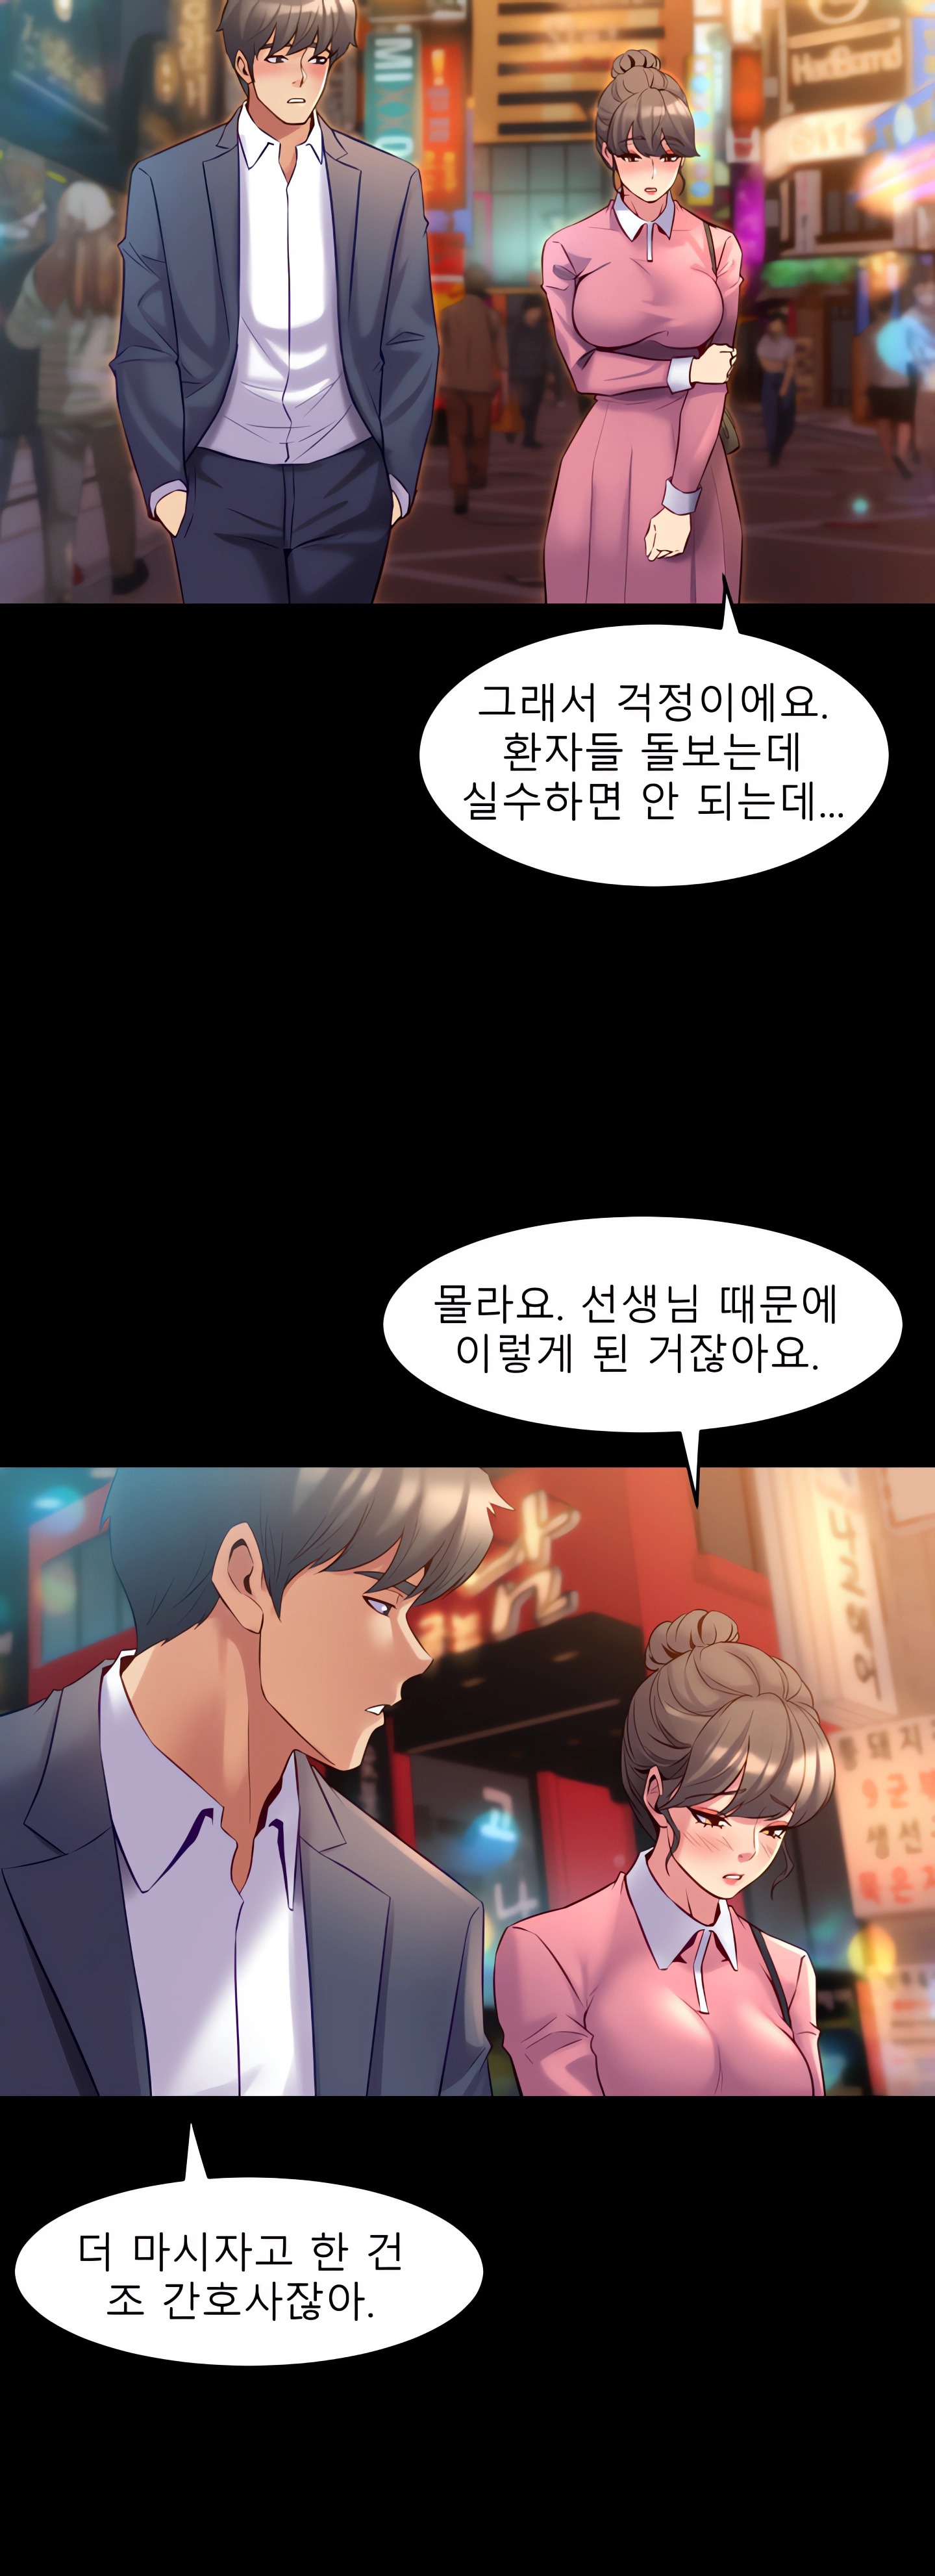 그래서 걱정이에요.
환자들 돌보는데
실수하면 안 되는데...
몰라요. 선생님 때문에
이렇게 된 거잖아요.
더 마시자고 한 건
조 간호사잖아.